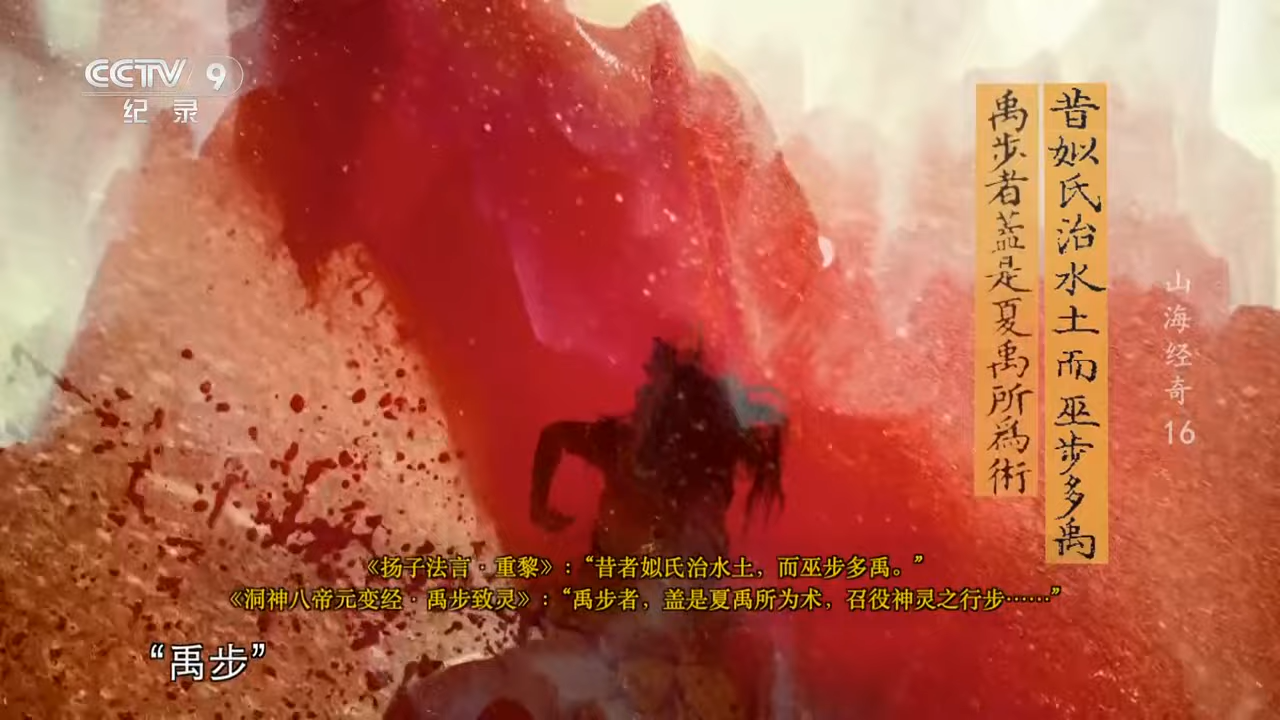 CCTV 9
纪录
昔姒氏治水土而巫步多禹
禹步者蓋是夏禹所為術
山海经奇
16
《扬子法言·重黎》：“昔者姒氏治水土，而巫步多禹。”
《洞神八帝元变经·禹步致灵》：“禹步者，盖是夏禹所为术，召役神灵之行步……”
“禹步”